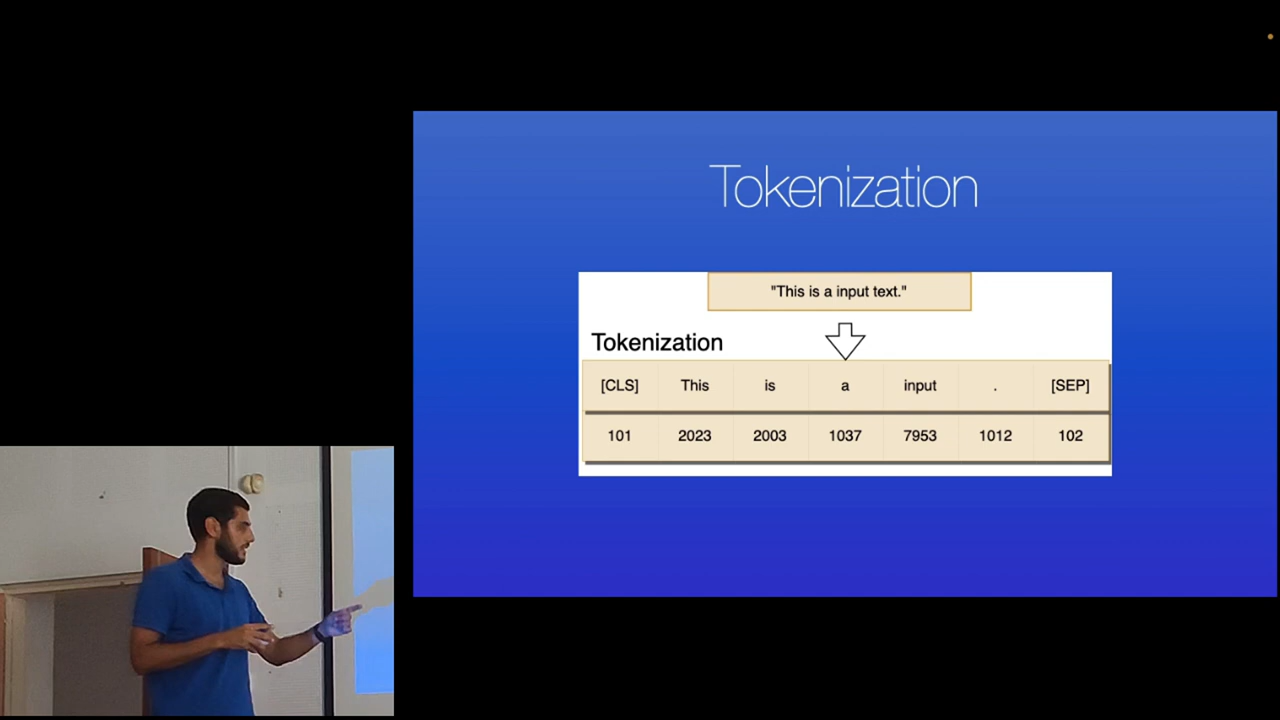 Tokenization
"This is a input text."
Tokenization
[CLS] This is a input . [SEP]
101 2023 2003 1037 7953 1012 102